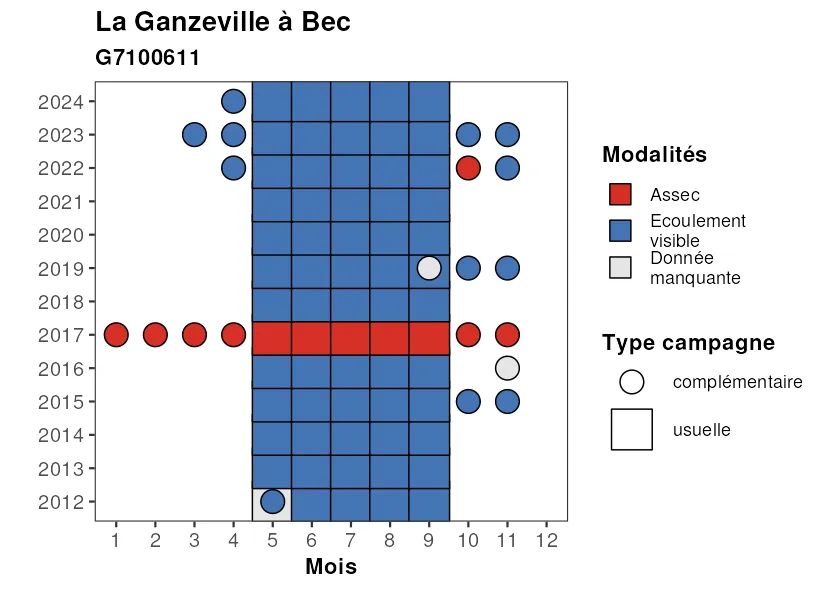 La Ganzeville à Bec
G7100611
2024
2023
2022
2021
2020
2019
2018
2017
2016
2015
2014
2013
2012
1 2 3 4 5 6 7 8 9 10 11 12
Mois
Modalités
Assec
Ecoulement
visible
Donnée
manquante
Type campagne
complémentaire
usuelle